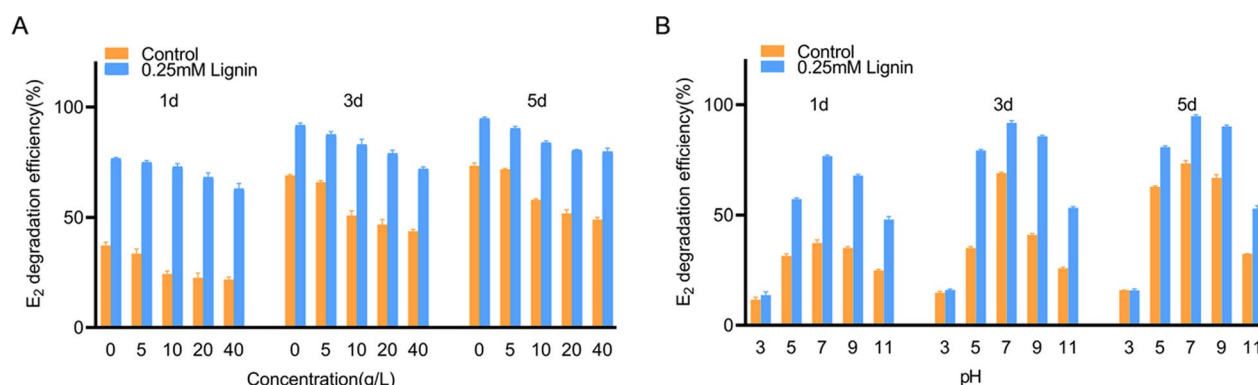 A
Control
0.25mM Lignin
E2 degradation efficiency(%)
100
50
0
1d
3d
5d
0 5 10 20 40 0 5 10 20 40 0 5 10 20 40
Concentration(g/L)
B
Control
0.25mM Lignin
E2 degradation efficiency(%)
100
50
0
1d
3d
5d
3 5 7 9 11 3 5 7 9 11 3 5 7 9 11
pH